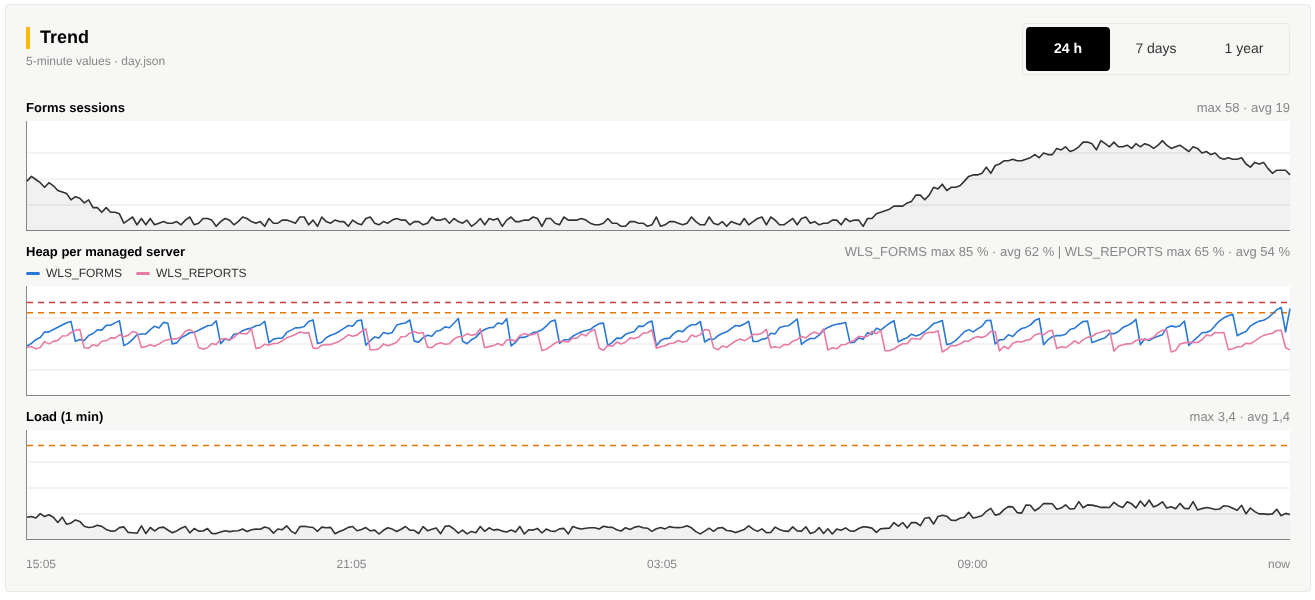 Trend
24 h 7 days 1 year
5-minute values · day.json
Forms sessions max 58 · avg 19
Heap per managed server WLS_FORMS max 85 % · avg 62 % | WLS_REPORTS max 65 % · avg 54 %
WLS_FORMS WLS_REPORTS
Load (1 min) max 3,4 · avg 1,4
15:05 21:05 03:05 09:00 now